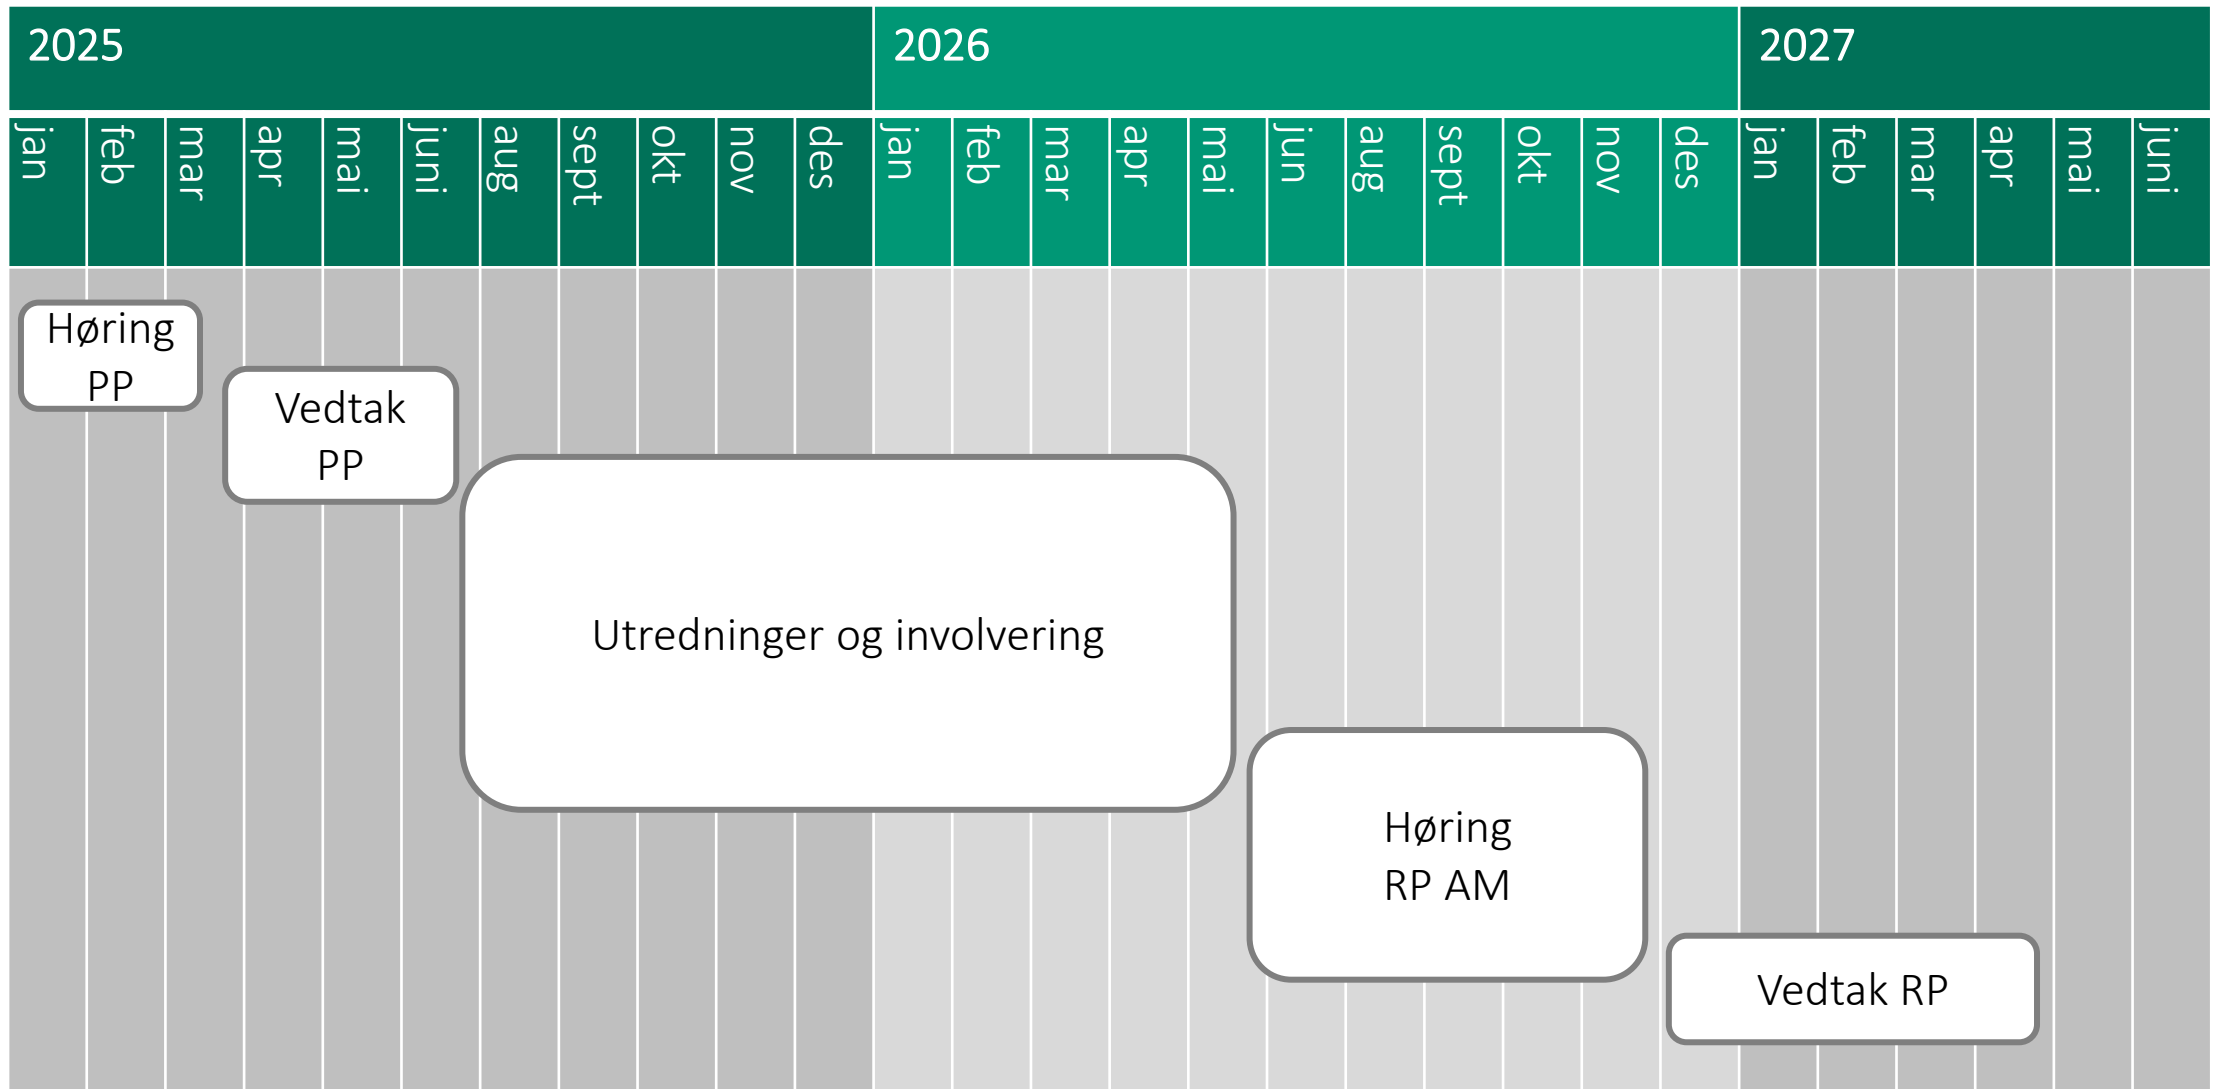 2025
2026
2027
jan
feb
mar
apr
mai
juni
aug
sept
okt
nov
des
jan
feb
mar
apr
mai
jun
aug
sept
okt
nov
des
jan
feb
mar
apr
mai
juni
Høring
PP
Vedtak
PP
Utredninger og involvering
Høring
RP AM
Vedtak RP